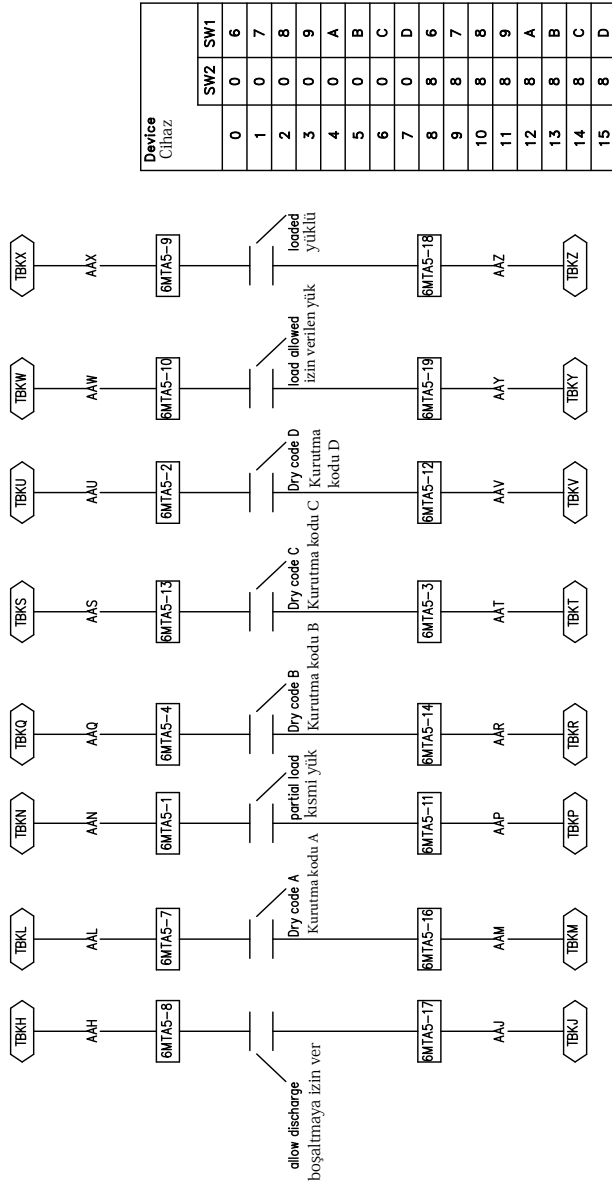 TBKH
AAH
6MTA5-8
allow discharge
boşaltmaya izin ver
6MTA5-17
AAJ
TBKJ
TBKL
AAL
6MTA5-7
Dry code A
Kurutma kodu A
6MTA5-16
AAM
TBKM
TBKN
AAN
6MTA5-1
partial load
kısmi yük
6MTA5-11
AAP
TBKP
TBKQ
AAQ
6MTA5-4
Dry code B
Kurutma kodu B
6MTA5-14
AAR
TBKR
TBKS
AAS
6MTA5-13
Dry code C
Kurutma kodu C
6MTA5-3
AAT
TBKT
TBKU
AAU
6MTA5-2
Dry code D
Kurutma
kodu D
6MTA5-12
AAV
TBKV
TBKW
AAW
6MTA5-10
load allowed
izin verilen yük
6MTA5-19
AAY
TBKY
TBKX
AAX
6MTA5-9
loaded
yüklü
6MTA5-18
AAZ
TBKZ
Device
Cihaz
SW2 SW1
0 0 6
1 0 7
2 0 8
3 0 9
4 0 A
5 0 B
6 0 C
7 0 D
8 8 6
9 8 7
10 8 8
11 8 9
12 8 A
13 8 B
14 8 C
15 8 D